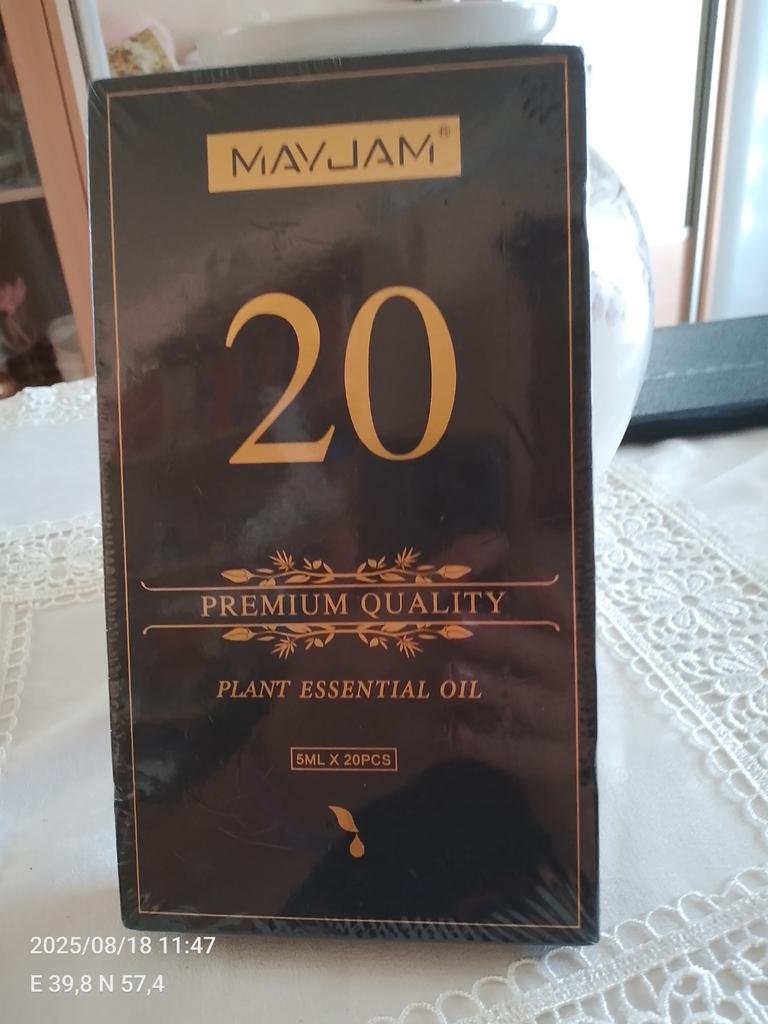 MAYJAM®
20
PREMIUM QUALITY
PLANT ESSENTIAL OIL
5ML X 20PCS
2025/08/18 11:47
E 39,8 N 57,4